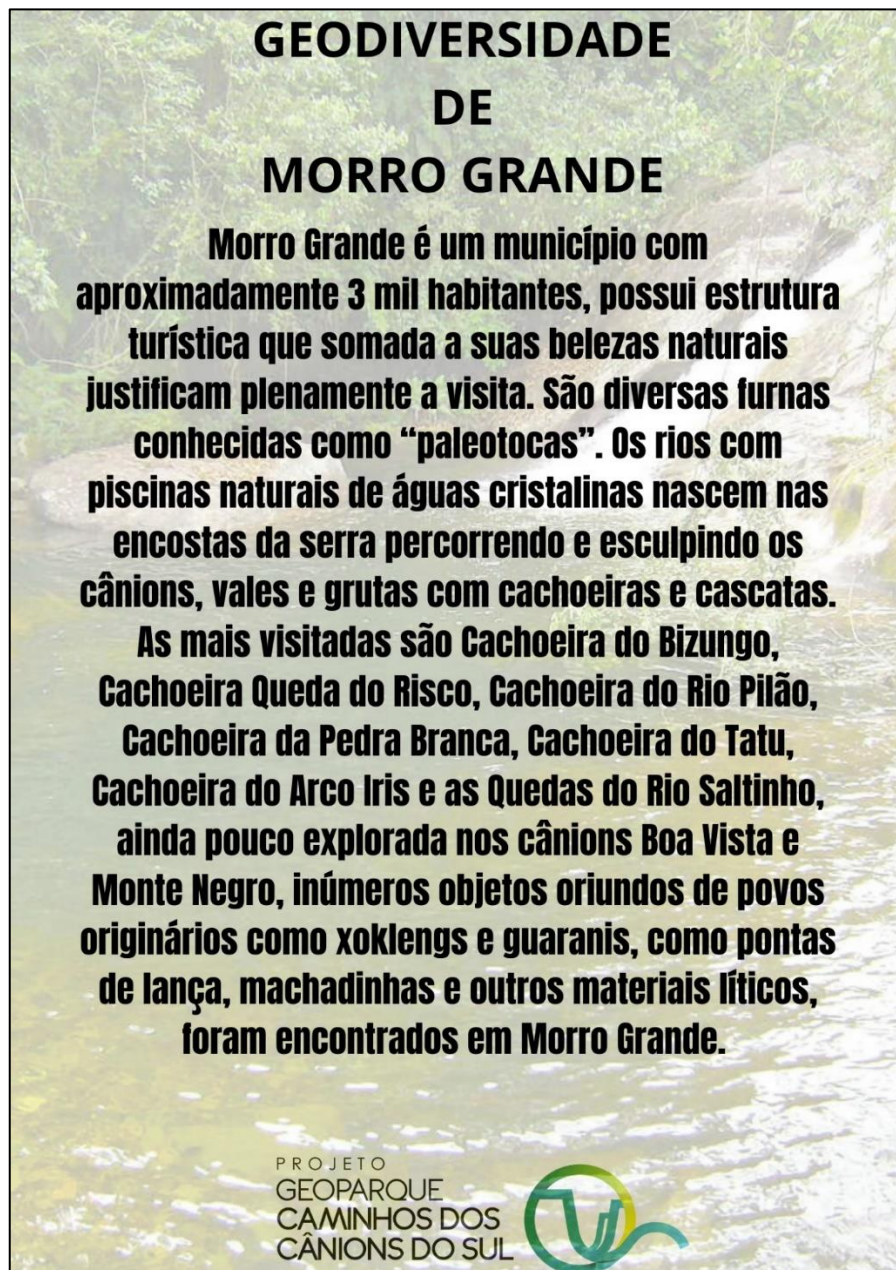 GEODIVERSIDADE
DE
MORRO GRANDE
Morro Grande é um município com
aproximadamente 3 mil habitantes, possui estrutura
turística que somada a suas belezas naturais
justificam plenamente a visita. São diversas furnas
conhecidas como “paleotocas”. Os rios com
piscinas naturais de águas cristalinas nascem nas
encostas da serra percorrendo e esculpindo os
cânions, vales e grutas com cachoeiras e cascatas.
As mais visitadas são Cachoeira do Bizungo,
Cachoeira Queda do Risco, Cachoeira do Rio Pilão,
Cachoeira da Pedra Branca, Cachoeira do Tatu,
Cachoeira do Arco Iris e as Quedas do Rio Saltinho,
ainda pouco explorada nos cânions Boa Vista e
Monte Negro, inúmeros objetos oriundos de povos
originários como xoklengs e guaranis, como pontas
de lança, machadinhas e outros materiais líticos,
foram encontrados em Morro Grande.
PROJETO
GEOPARQUE
CAMINHOS DOS
CÂNIONS DO SUL